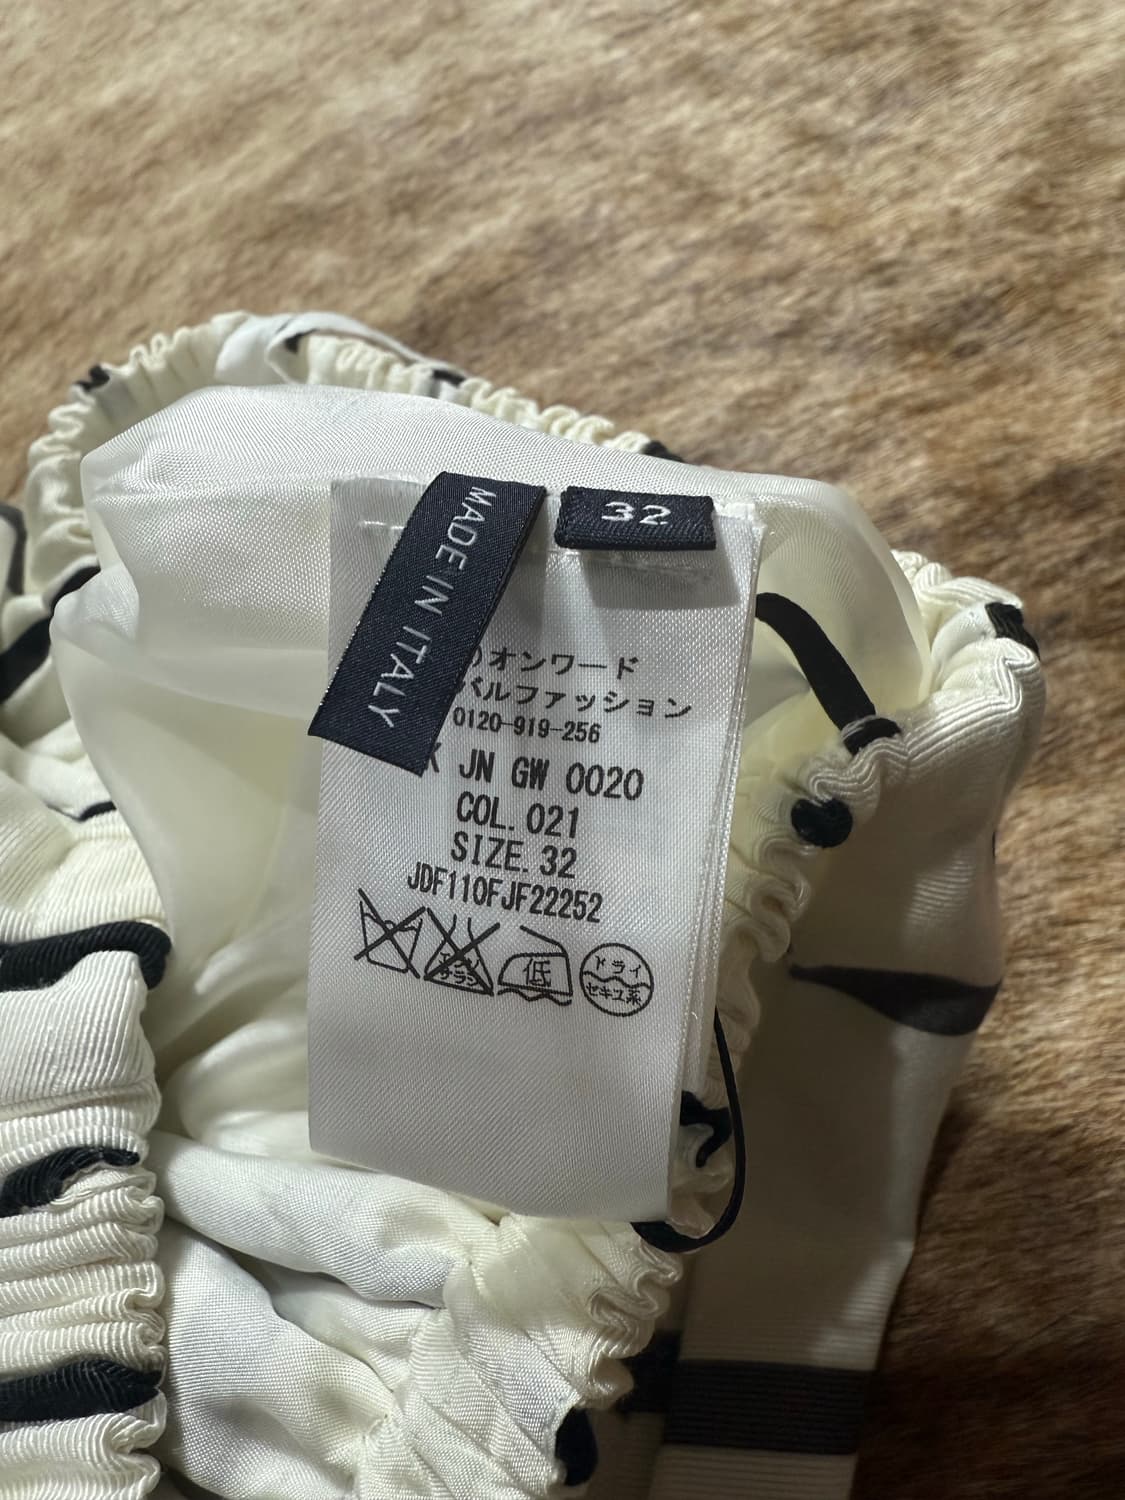 MADE IN ITALY
32
オンワード
バルファッション
0120-919-256
JN GW 0020
COL. 021
SIZE. 32
JDF110FJF22252
低
ドライ
セキユ系